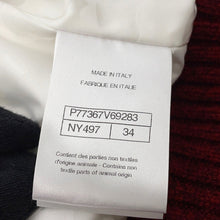 MADE IN ITALY
FABRIQUE EN ITALIE
P77367V69283
NY497 34
Contient des parties non textiles
d'origine animale - Contains non
textile parts of animal origin